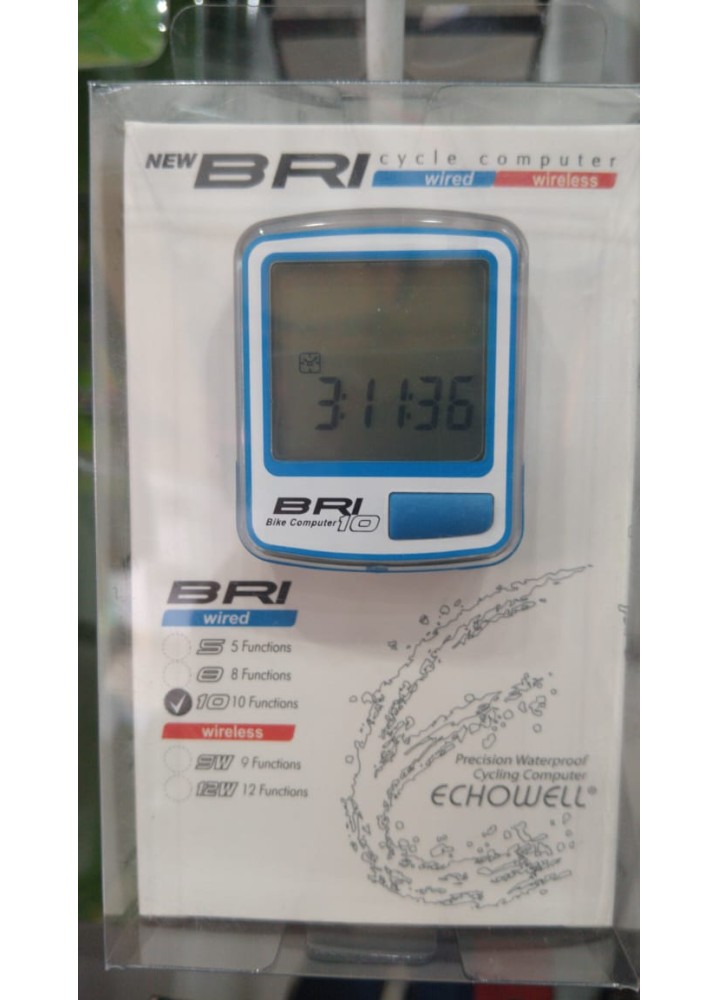 NEW BRI cycle computer
wired wireless
3:11:36
BRI
Bike Computer 10
BRI
wired
5 5 Functions
8 8 Functions
10 10 Functions
wireless
9W 9 Functions
12W 12 Functions
Precision Waterproof
Cycling Computer
ECHOWELL®